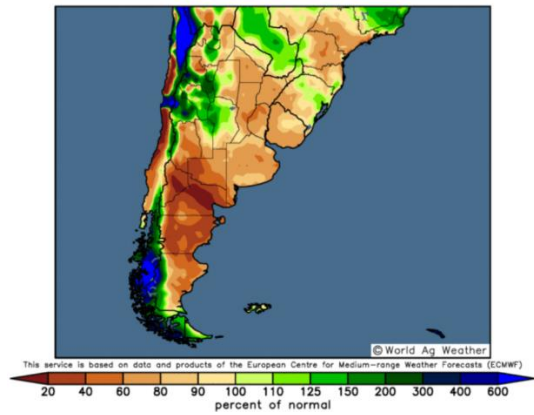 © World Ag Weather
This service is based on data and products of the European Centre for Medium-range Weather Forecasts (ECMWF)
20 40 60 80 90 100 110 125 150 200 300 400 600
percent of normal